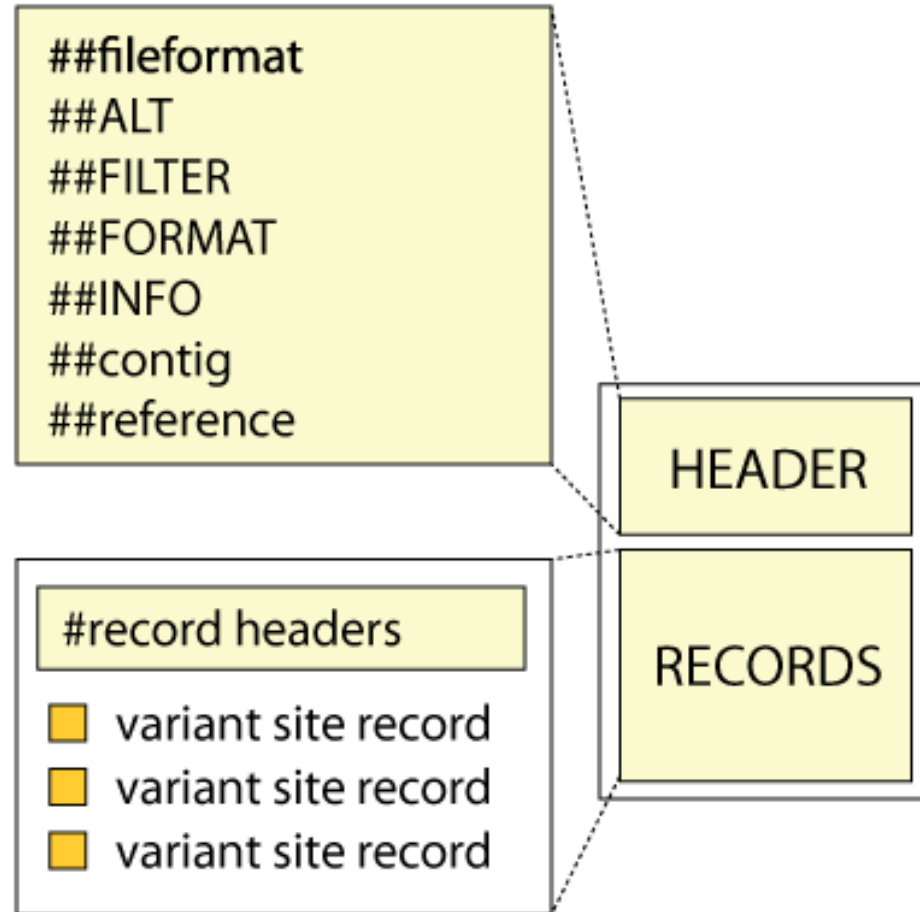 ##fileformat
##ALT
##FILTER
##FORMAT
##INFO
##contig
##reference
HEADER
#record headers
variant site record
variant site record
variant site record
RECORDS